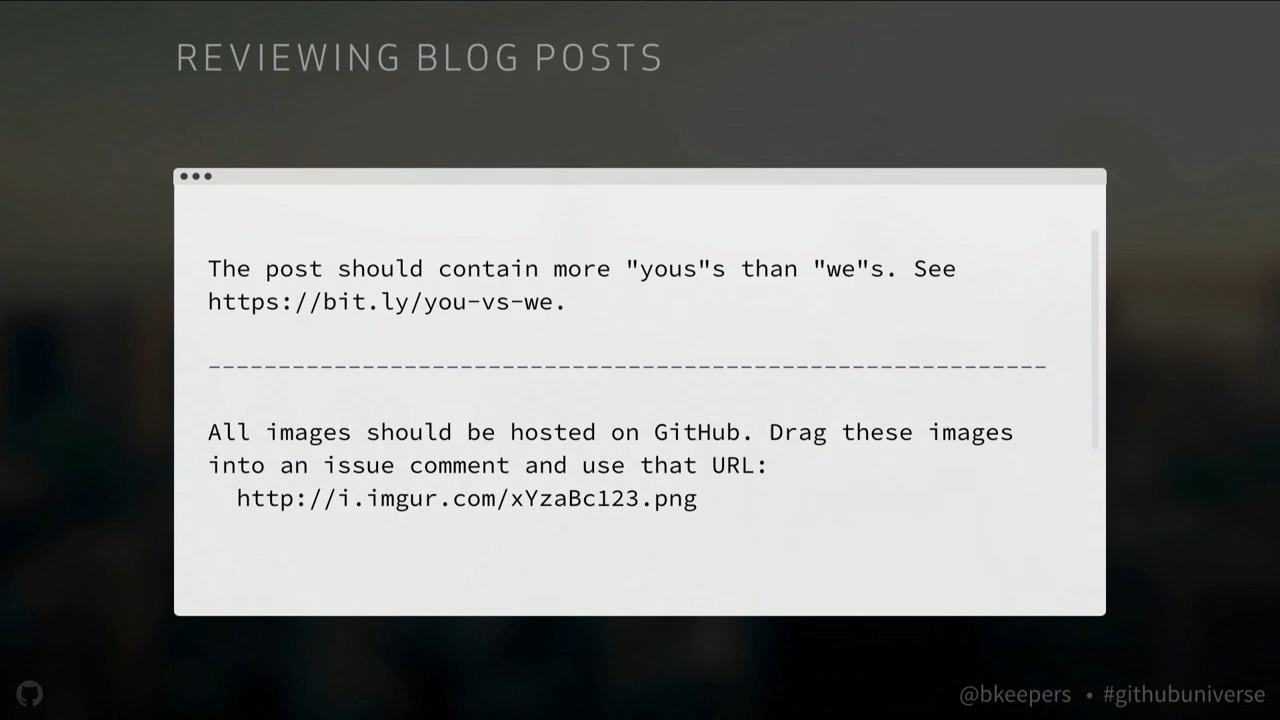 REVIEWING BLOG POSTS
The post should contain more "yous"s than "we"s. See
https://bit.ly/you-vs-we.
------------------------------------------------------------
All images should be hosted on GitHub. Drag these images
into an issue comment and use that URL:
http://i.imgur.com/xYzaBc123.png
@bkeepers • #githubuniverse